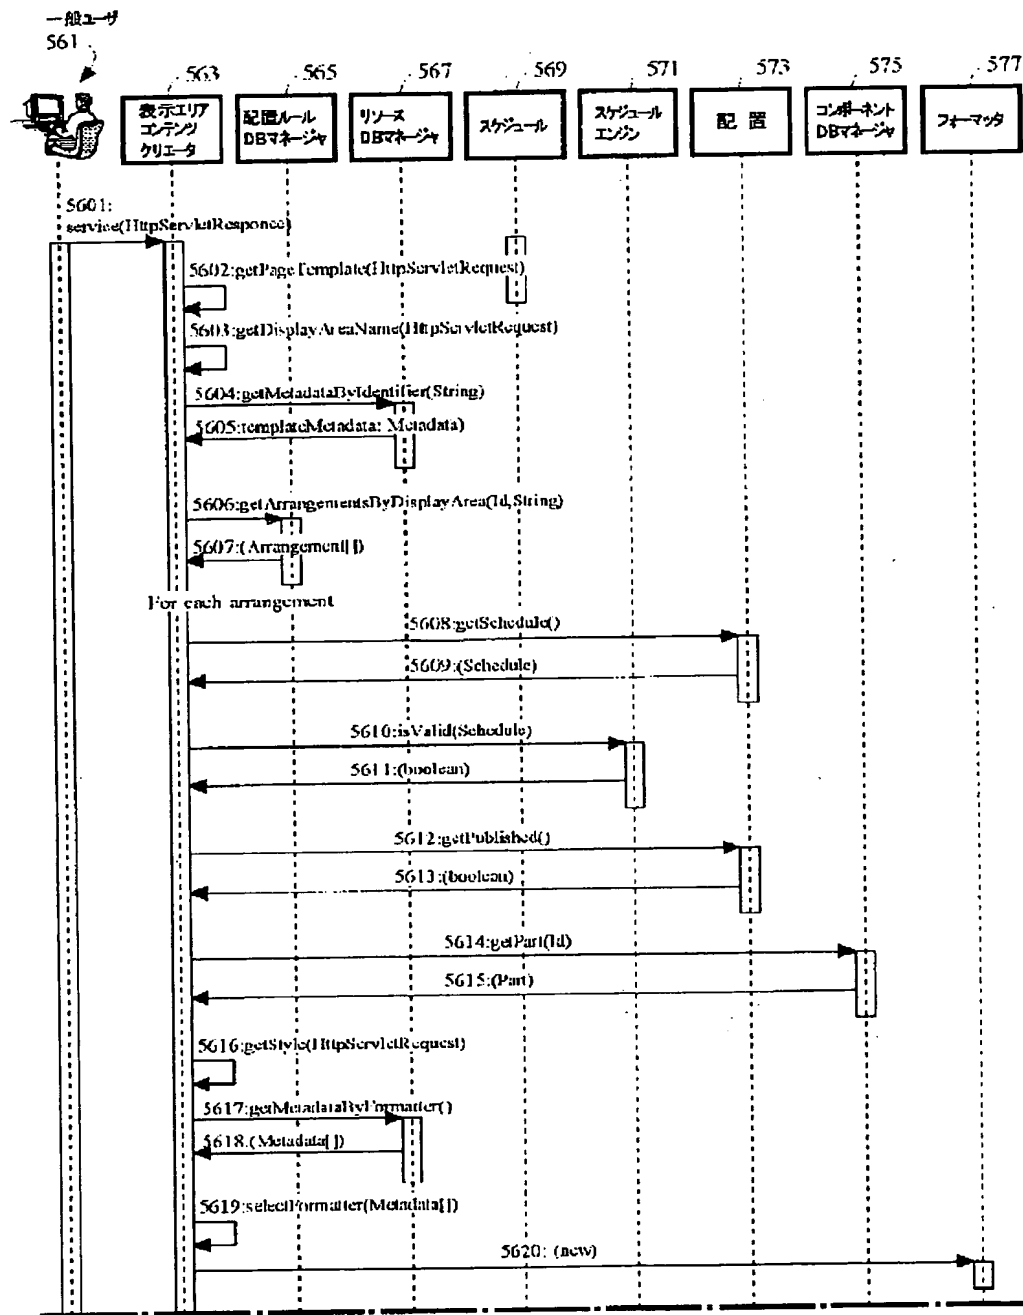 一般ユーザ
561
563
565
567
569
571
573
575
577
表示エリア
コンテンツ
クリエータ
配置ルール
DBマネージャ
リソース
DBマネージャ
スケジュール
スケジュール
エンジン
配置
コンポーネント
DBマネージャ
フォーマッタ
5601:
service(HttpServletResponce)
5602:getPageTemplate(HttpServletRequest)
5603:getDisplayAreaName(HttpServletRequest)
5604:getMetadataByIdentifier(String)
5605:templateMetadata: Metadata)
5606:getArrangementsByDisplayArea(Id,String)
5607:(Arrangement[])
For each arrangement
5608:getSchedule()
5609:(Schedule)
5610:isValid(Schedule)
5611:(boolean)
5612:getPublished()
5613:(boolean)
5614:getPart(Id)
5615:(Part)
5616:getStyle(HttpServletRequest)
5617:getMetadataByFormatter()
5618:(Metadata[])
5619:selectFormatter(Metadata[])
5620: (new)